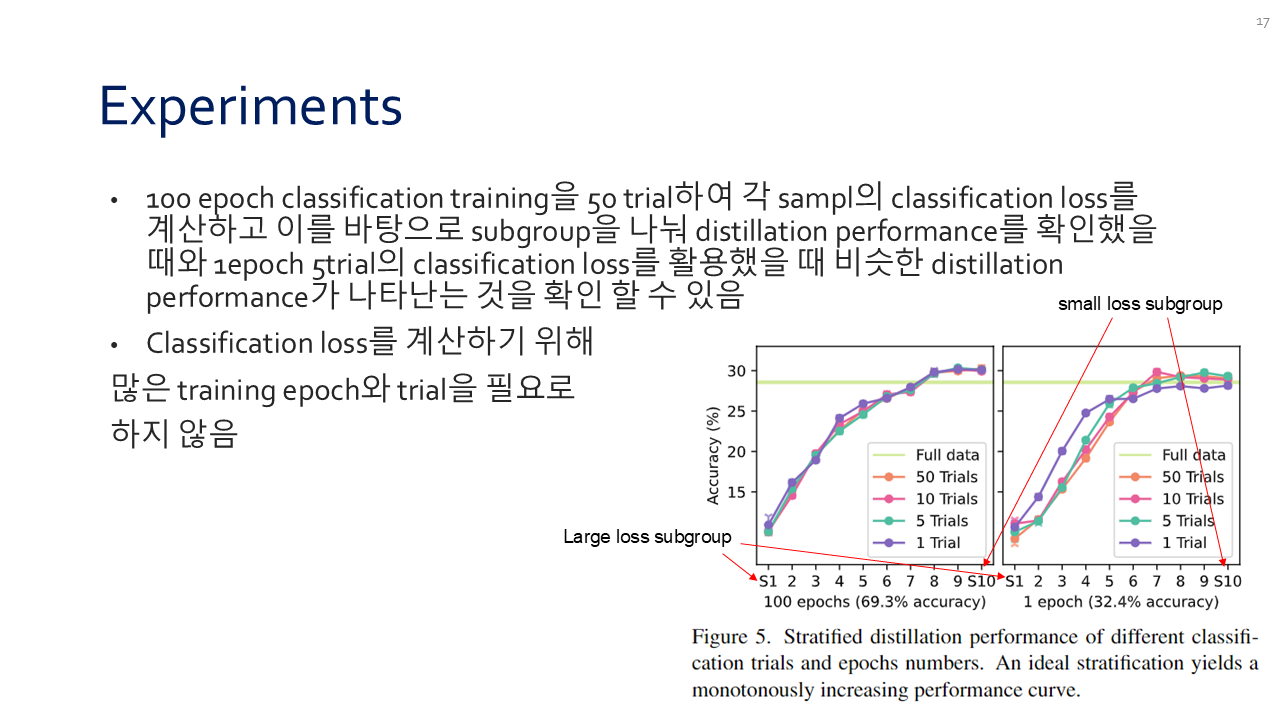 17
Experiments
• 100 epoch classification training을 50 trial하여 각 sampl의 classification loss를
계산하고 이를 바탕으로 subgroup을 나눠 distillation performance를 확인했을
때와 1epoch 5trial의 classification loss를 활용했을 때 비슷한 distillation
performance가 나타난는 것을 확인 할 수 있음
• Classification loss를 계산하기 위해
많은 training epoch와 trial을 필요로
하지 않음
small loss subgroup
Large loss subgroup
Accuracy (%)
30
25
20
15
Full data
50 Trials
10 Trials
5 Trials
1 Trial
S1 2 3 4 5 6 7 8 9 S10
100 epochs (69.3% accuracy)
Full data
50 Trials
10 Trials
5 Trials
1 Trial
S1 2 3 4 5 6 7 8 9 S10
1 epoch (32.4% accuracy)
Figure 5. Stratified distillation performance of different classifi-
cation trials and epochs numbers. An ideal stratification yields a
monotonously increasing performance curve.